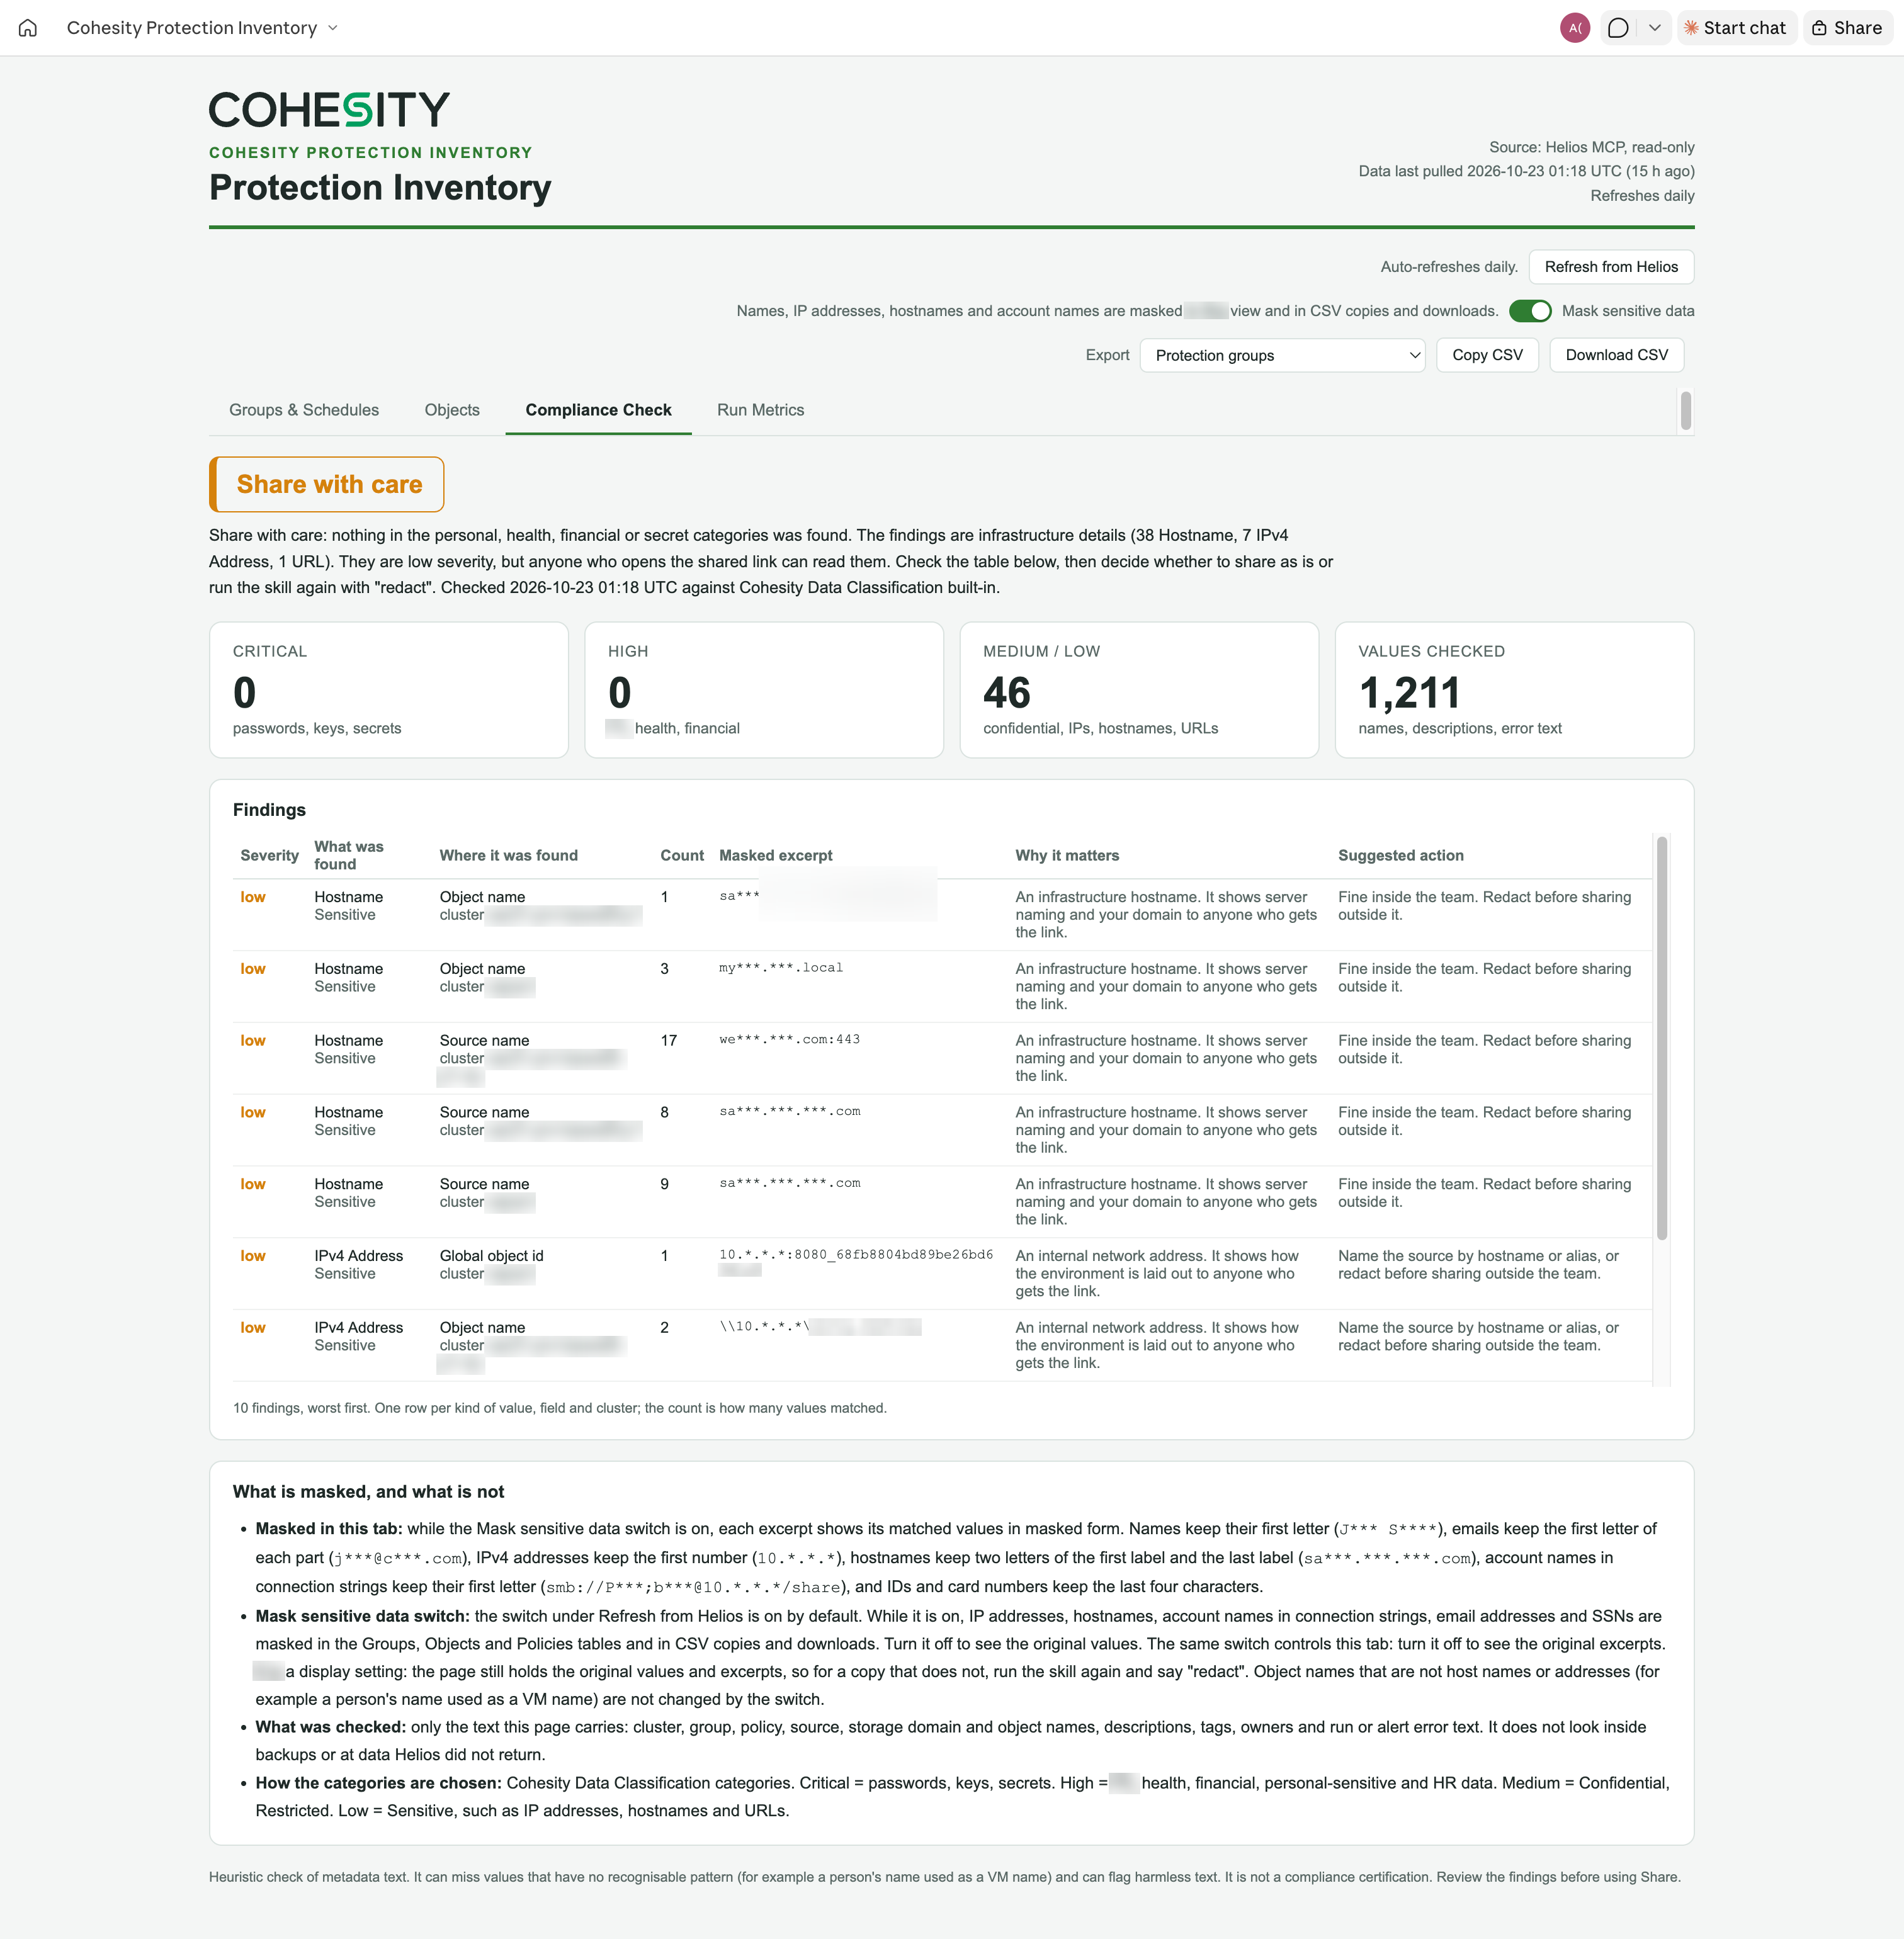 Cohesity Protection Inventory
A(
Start chat
Share
COHESITY
COHESITY PROTECTION INVENTORY
Protection Inventory
Source: Helios MCP, read-only
Data last pulled 2026-10-23 01:18 UTC (15 h ago)
Refreshes daily
Auto-refreshes daily.
Refresh from Helios
Names, IP addresses, hostnames and account names are masked view and in CSV copies and downloads.
Mask sensitive data
Export
Protection groups
Copy CSV
Download CSV
Groups & Schedules
Objects
Compliance Check
Run Metrics
Share with care
Share with care: nothing in the personal, health, financial or secret categories was found. The findings are infrastructure details (38 Hostname, 7 IPv4
Address, 1 URL). They are low severity, but anyone who opens the shared link can read them. Check the table below, then decide whether to share as is or
run the skill again with "redact". Checked 2026-10-23 01:18 UTC against Cohesity Data Classification built-in.
CRITICAL
0
passwords, keys, secrets
HIGH
0
health, financial
MEDIUM / LOW
46
confidential, IPs, hostnames, URLs
VALUES CHECKED
1,211
names, descriptions, error text
Findings
Severity What was found Where it was found Count Masked excerpt Why it matters Suggested action
low Hostname Object name 1 sa*** An infrastructure hostname. It shows server Fine inside the team. Redact before sharing
Sensitive cluster naming and your domain to anyone who gets outside it.
the link.
low Hostname Object name 3 my***.***.local An infrastructure hostname. It shows server Fine inside the team. Redact before sharing
Sensitive cluster naming and your domain to anyone who gets outside it.
the link.
low Hostname Source name 17 we***.***.com:443 An infrastructure hostname. It shows server Fine inside the team. Redact before sharing
Sensitive cluster naming and your domain to anyone who gets outside it.
the link.
low Hostname Source name 8 sa***.***.***.com An infrastructure hostname. It shows server Fine inside the team. Redact before sharing
Sensitive cluster naming and your domain to anyone who gets outside it.
the link.
low Hostname Source name 9 sa***.***.***.com An infrastructure hostname. It shows server Fine inside the team. Redact before sharing
Sensitive cluster naming and your domain to anyone who gets outside it.
the link.
low IPv4 Address Global object id 1 10.*.*.*:8080_68fb8804bd89be26bd6 An internal network address. It shows how Name the source by hostname or alias, or
Sensitive cluster the environment is laid out to anyone who redact before sharing outside the team.
gets the link.
low IPv4 Address Object name 2 \\10.*.*.*\ An internal network address. It shows how Name the source by hostname or alias, or
Sensitive cluster the environment is laid out to anyone who redact before sharing outside the team.
gets the link.
10 findings, worst first. One row per kind of value, field and cluster; the count is how many values matched.
What is masked, and what is not
• Masked in this tab: while the Mask sensitive data switch is on, each excerpt shows its matched values in masked form. Names keep their first letter (J*** S****), emails keep the first letter of
each part (j***@c***.com), IPv4 addresses keep the first number (10.*.*.*), hostnames keep two letters of the first label and the last label (sa***.***.***.com), account names in
connection strings keep their first letter (smb://P***;b***@10.*.*.*/share), and IDs and card numbers keep the last four characters.
• Mask sensitive data switch: the switch under Refresh from Helios is on by default. While it is on, IP addresses, hostnames, account names in connection strings, email addresses and SSNs are
masked in the Groups, Objects and Policies tables and in CSV copies and downloads. Turn it off to see the original values. The same switch controls this tab: turn it off to see the original excerpts.
a display setting: the page still holds the original values and excerpts, so for a copy that does not, run the skill again and say "redact". Object names that are not host names or addresses (for
example a person's name used as a VM name) are not changed by the switch.
• What was checked: only the text this page carries: cluster, group, policy, source, storage domain and object names, descriptions, tags, owners and run or alert error text. It does not look inside
backups or at data Helios did not return.
• How the categories are chosen: Cohesity Data Classification categories. Critical = passwords, keys, secrets. High = health, financial, personal-sensitive and HR data. Medium = Confidential,
Restricted. Low = Sensitive, such as IP addresses, hostnames and URLs.
Heuristic check of metadata text. It can miss values that have no recognisable pattern (for example a person's name used as a VM name) and can flag harmless text. It is not a compliance certification. Review the findings before using Share.